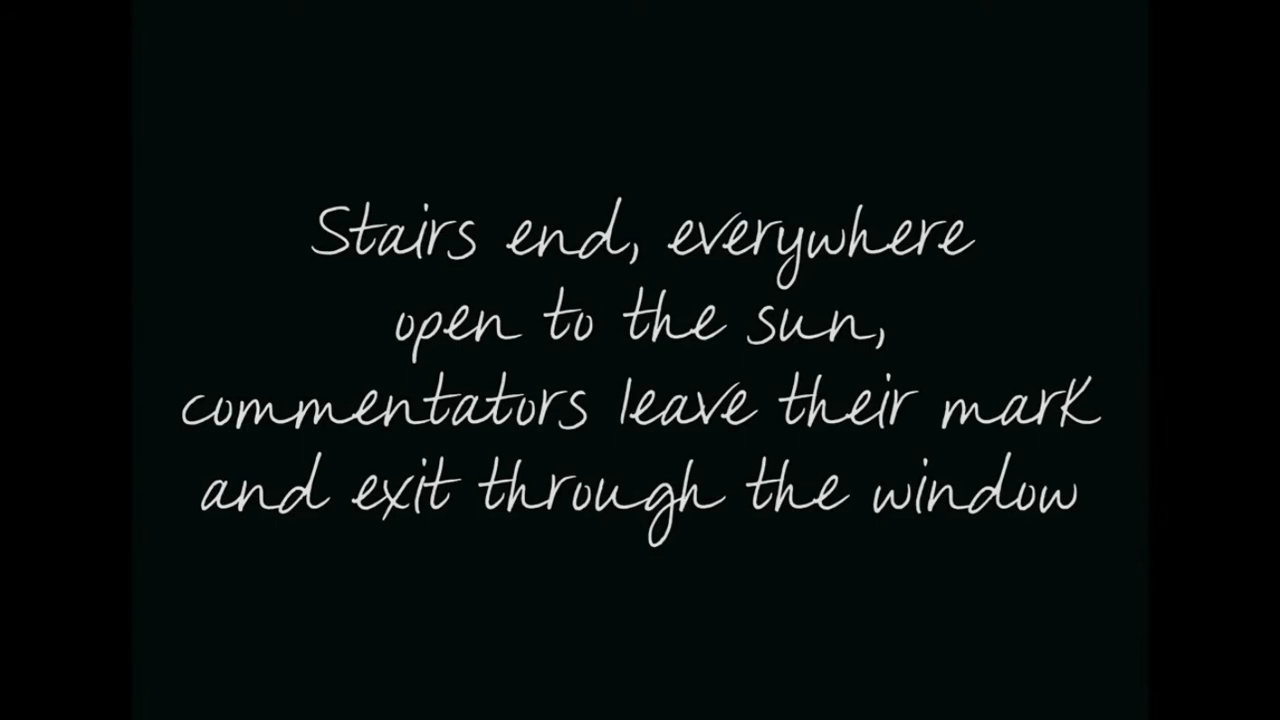 Stairs end, everywhere
open to the sun,
commentators leave their mark
and exit through the window